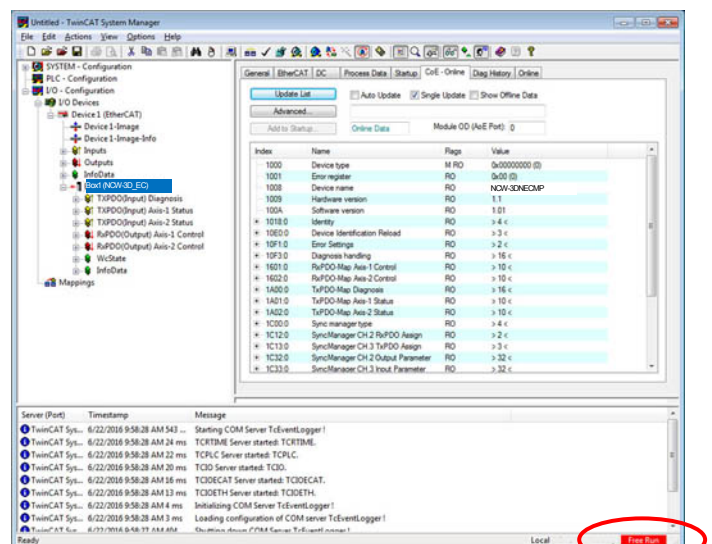 Untitled - TwinCAT System Manager
File Edit Actions View Options Help
SYSTEM - Configuration
PLC - Configuration
I/O - Configuration
I/O Devices
Device 1 (EtherCAT)
Device 1-Image
Device 1-Image-Info
Inputs
Outputs
InfoData
Box1 (NCW-3D_EC)
TXPDO(Input) Diagnosis
TXPDO(Input) Axis-1 Status
TXPDO(Input) Axis-2 Status
RxPDO(Output) Axis-1 Control
RxPDO(Output) Axis-2 Control
WcState
InfoData
Mappings
General EtherCAT DC Process Data Startup CoE - Online Diag History Online
Update List Auto Update Single Update Show Offline Data
Advanced...
Add to Startup... Online Data Module OD (AoE Port): 0
Index Name Flags Value
1000 Device type M RO 0x00000000 (0)
1001 Error register RO 0x00 (0)
1008 Device name RO NCW-3DNECMP
1009 Hardware version RO 1.1
100A Software version RO 1.01
1018:0 Identity RO > 4 <
10E0:0 Device Identification Reload RO > 3 <
10F1:0 Error Settings RO > 2 <
10F3:0 Diagnosis handling RO > 16 <
1601:0 RxPDO-Map Axis-1 Control RO > 10 <
1602:0 RxPDO-Map Axis-2 Control RO > 10 <
1A00:0 TxPDO-Map Diagnosis RO > 16 <
1A01:0 TxPDO-Map Axis-1 Status RO > 10 <
1A02:0 TxPDO-Map Axis-2 Status RO > 10 <
1C00:0 Sync manager type RO > 4 <
1C12:0 SyncManager CH.2 RxPDO Assign RO > 2 <
1C13:0 SyncManager CH.3 TxPDO Assign RO > 3 <
1C32:0 SyncManager CH.2 Output Parameter RO > 32 <
1C33:0 SyncManager CH.3 Input Parameter RO > 32 <
Server (Port) Timestamp Message
TwinCAT Sys... 6/22/2016 9:58:28 AM 543 ... Starting COM Server TcEventLogger !
TwinCAT Sys... 6/22/2016 9:58:28 AM 24 ms TCRTIME Server started: TCRTIME.
TwinCAT Sys... 6/22/2016 9:58:28 AM 22 ms TCPLC Server started: TCPLC.
TwinCAT Sys... 6/22/2016 9:58:28 AM 20 ms TCIO Server started: TCIO.
TwinCAT Sys... 6/22/2016 9:58:28 AM 16 ms TCIOECAT Server started: TCIOECAT.
TwinCAT Sys... 6/22/2016 9:58:28 AM 13 ms TCIOETH Server started: TCIOETH.
TwinCAT Sys... 6/22/2016 9:58:28 AM 4 ms Initializing COM Server TcEventLogger !
TwinCAT Sys... 6/22/2016 9:58:28 AM 3 ms Loading configuration of COM server TcEventLogger !
TwinCAT Sys... 6/22/2016 9:58:27 AM Shutting down COM Server TcEventLogger !
Ready Local Free Run